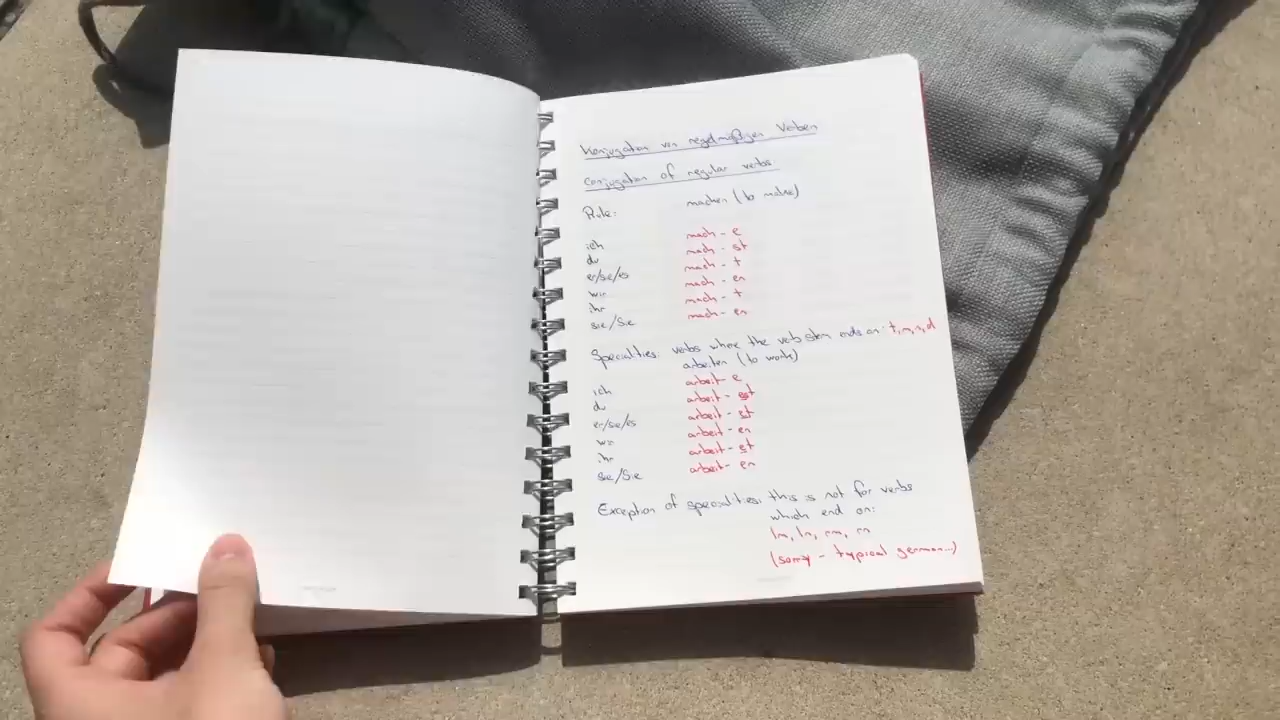 Konjugation von regelmäßigen Verben
Conjugation of regular verbs
Rule: machen (to make)
ich mach - e
du mach - st
er/sie/es mach - t
wir mach - en
ihr mach - t
sie/Sie mach - en
Specialties: verbs where the verb stem ends on: t, m, n, d
arbeiten (to work)
ich arbeit - e
du arbeit - est
er/sie/es arbeit - et
wir arbeit - en
ihr arbeit - et
sie/Sie arbeit - en
Exception of specialties: this is not for verbs
which end on:
lm, ln, rm, rn
(sorry - typical german...)